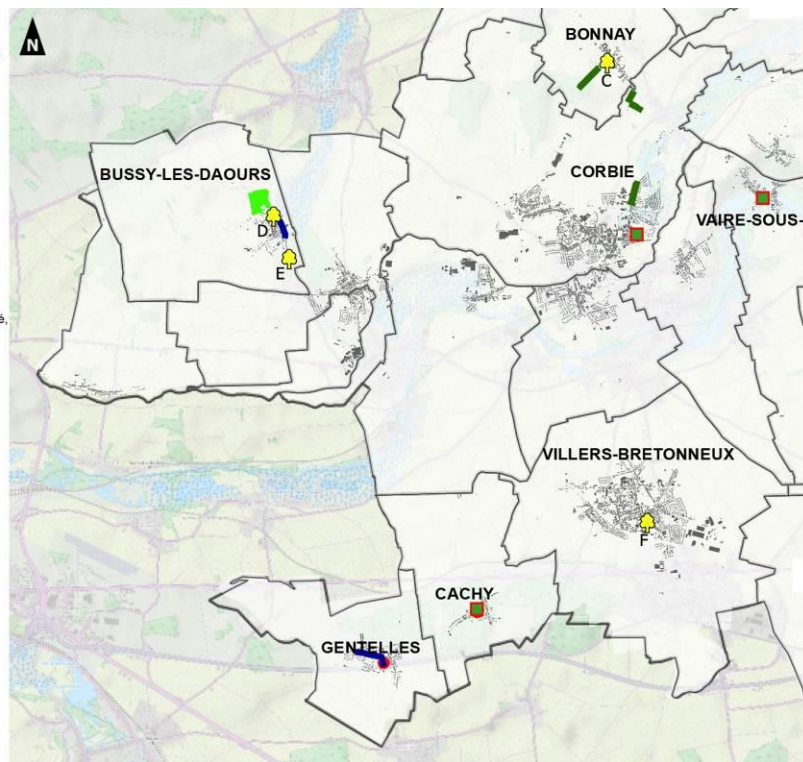 N
BONNAY
C
BUSSY-LES-DAOURS
CORBIE
VAIRE-SOUS-
D
E
é,
VILLERS-BRETONNEUX
F
CACHY
GENTELLES